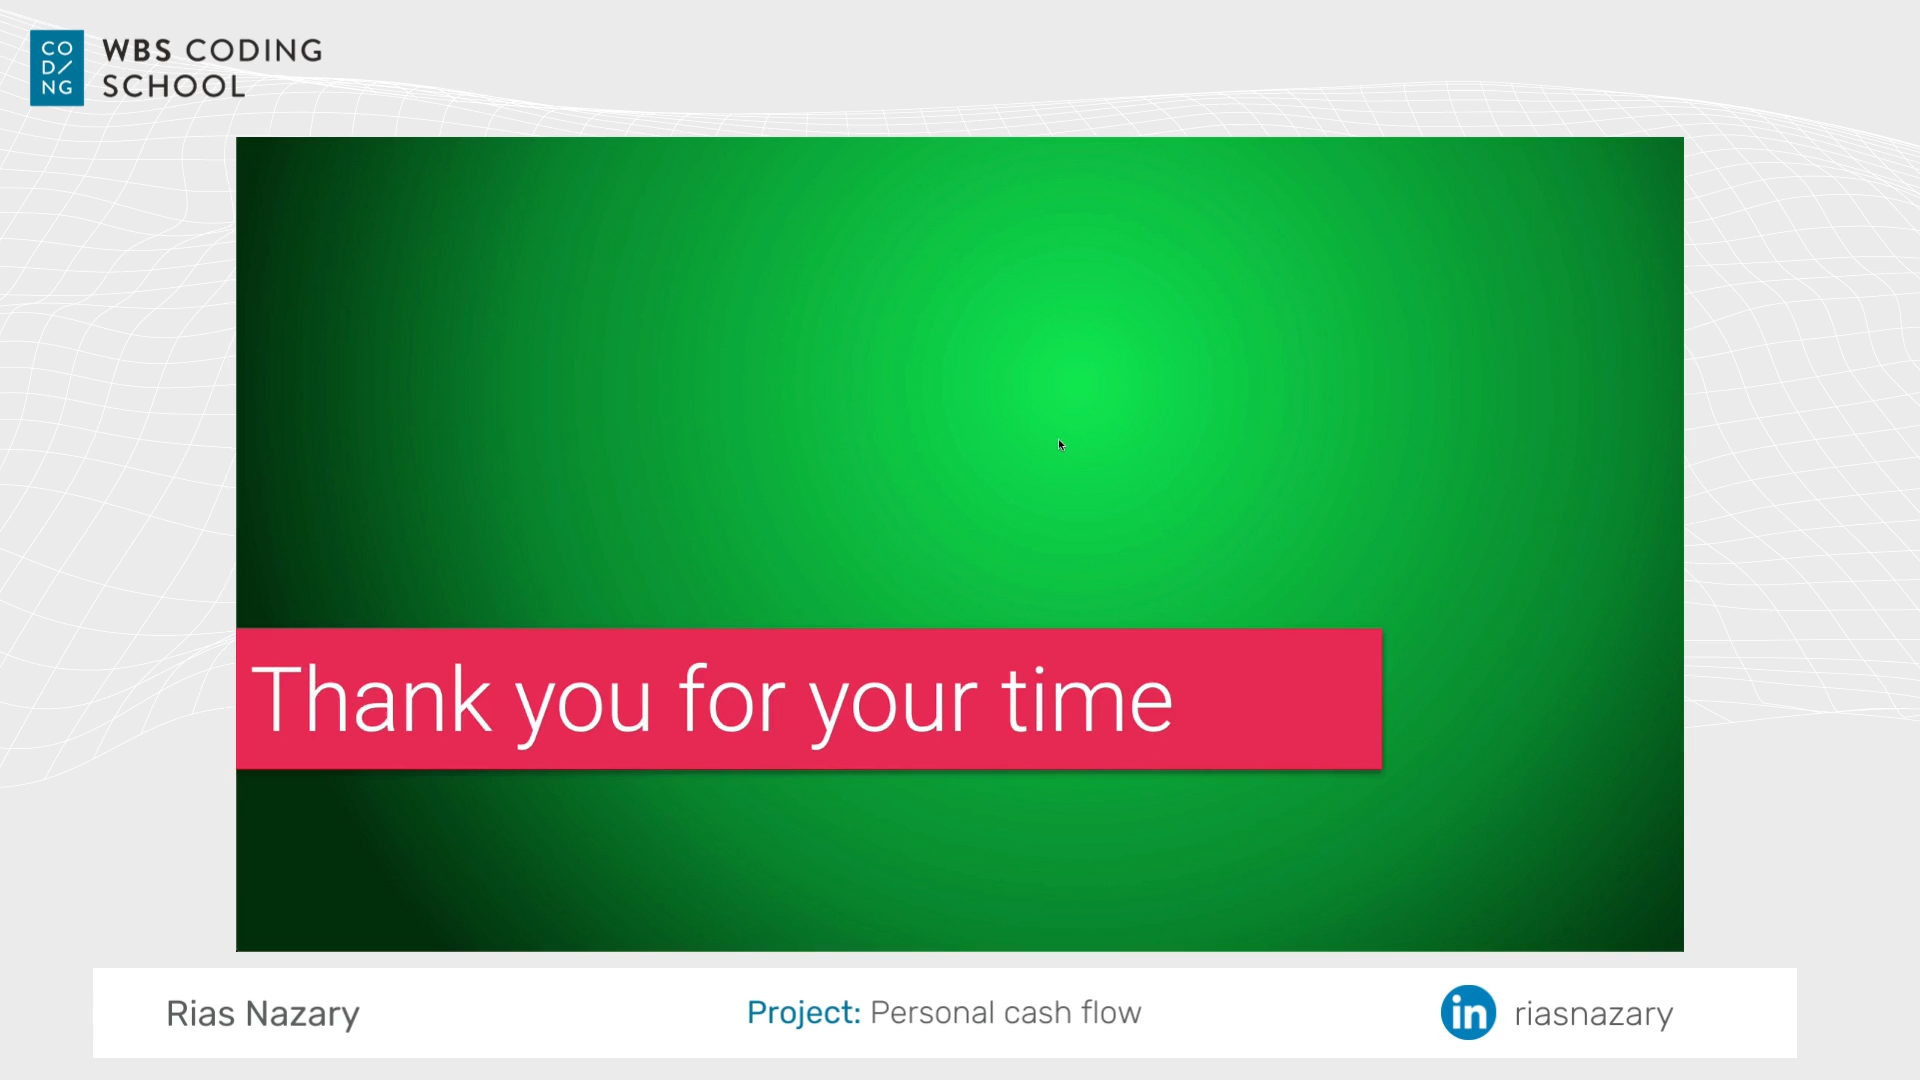 CO
D/
NG
WBS CODING
SCHOOL
Thank you for your time
Rias Nazary
Project: Personal cash flow
in riasnazary